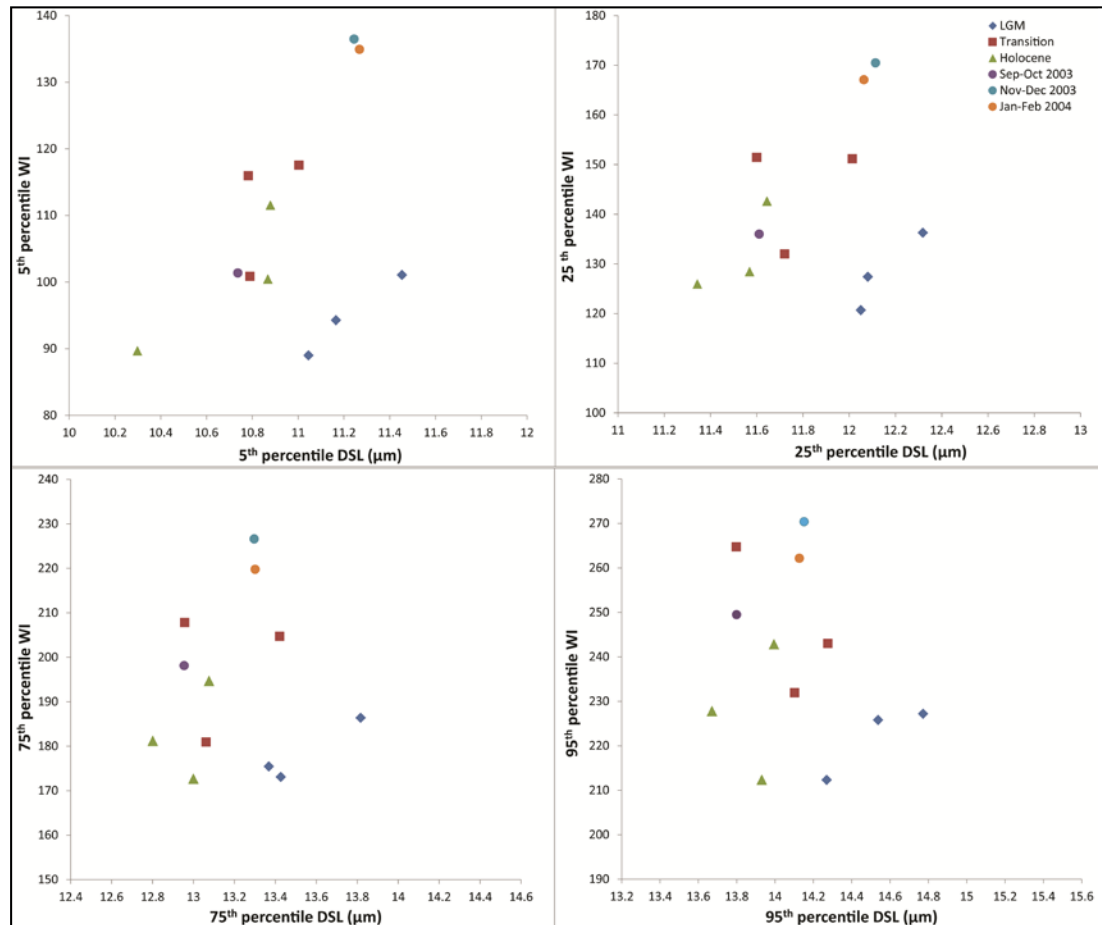 140
130
120
110
100
90
80
5th percentile WI
10 10.2 10.4 10.6 10.8 11 11.2 11.4 11.6 11.8 12
5th percentile DSL (µm)
180
170
160
150
140
130
120
110
100
25 th percentile WI
11 11.2 11.4 11.6 11.8 12 12.2 12.4 12.6 12.8 13
25th percentile DSL (µm)
LGM
Transition
Holocene
Sep-Oct 2003
Nov-Dec 2003
Jan-Feb 2004
240
230
220
210
200
190
180
170
160
150
75th percentile WI
12.4 12.6 12.8 13 13.2 13.4 13.6 13.8 14 14.2 14.4 14.6
75th percentile DSL (µm)
280
270
260
250
240
230
220
210
200
190
95th percentile WI
13.2 13.4 13.6 13.8 14 14.2 14.4 14.6 14.8 15 15.2 15.4 15.6
95th percentile DSL (µm)